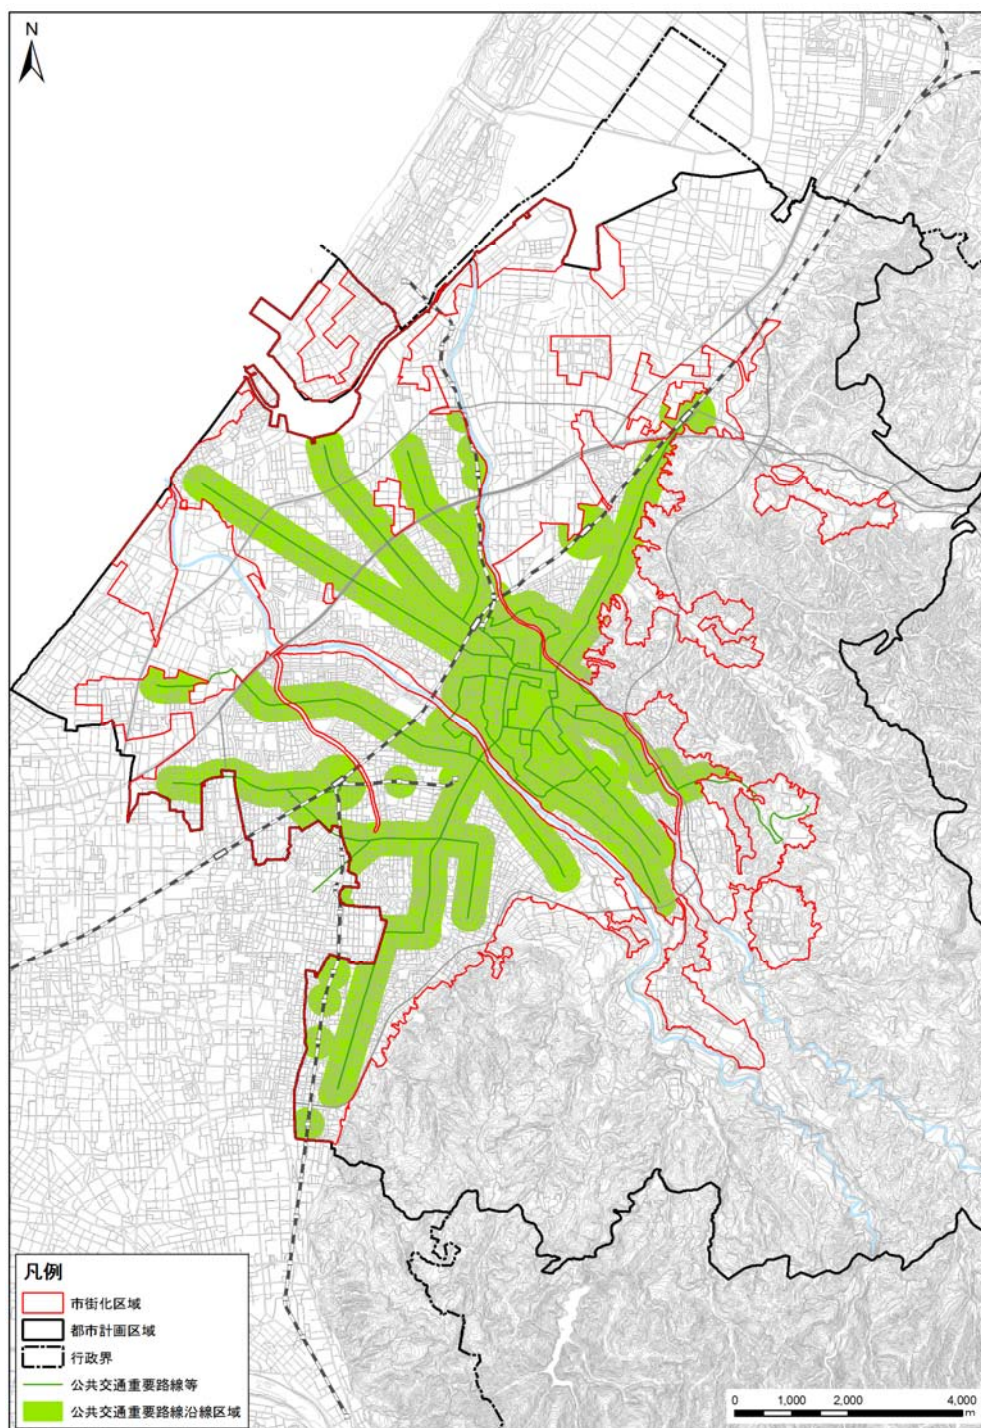 N
凡例
市街化区域
都市計画区域
行政界
公共交通重要路線等
公共交通重要路線沿線区域
0 1,000 2,000 4,000
m